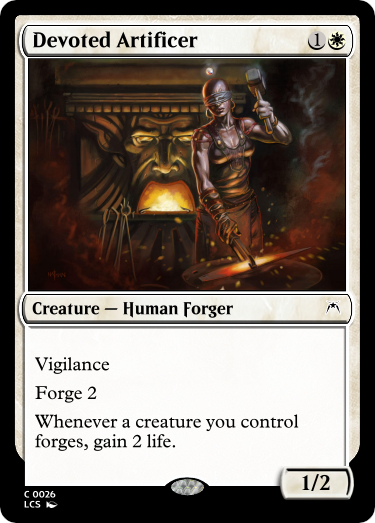 Devoted Artificer 1
Creature — Human Forger
Vigilance
Forge 2
Whenever a creature you control
forges, gain 2 life.
1/2
C 0026
LCS